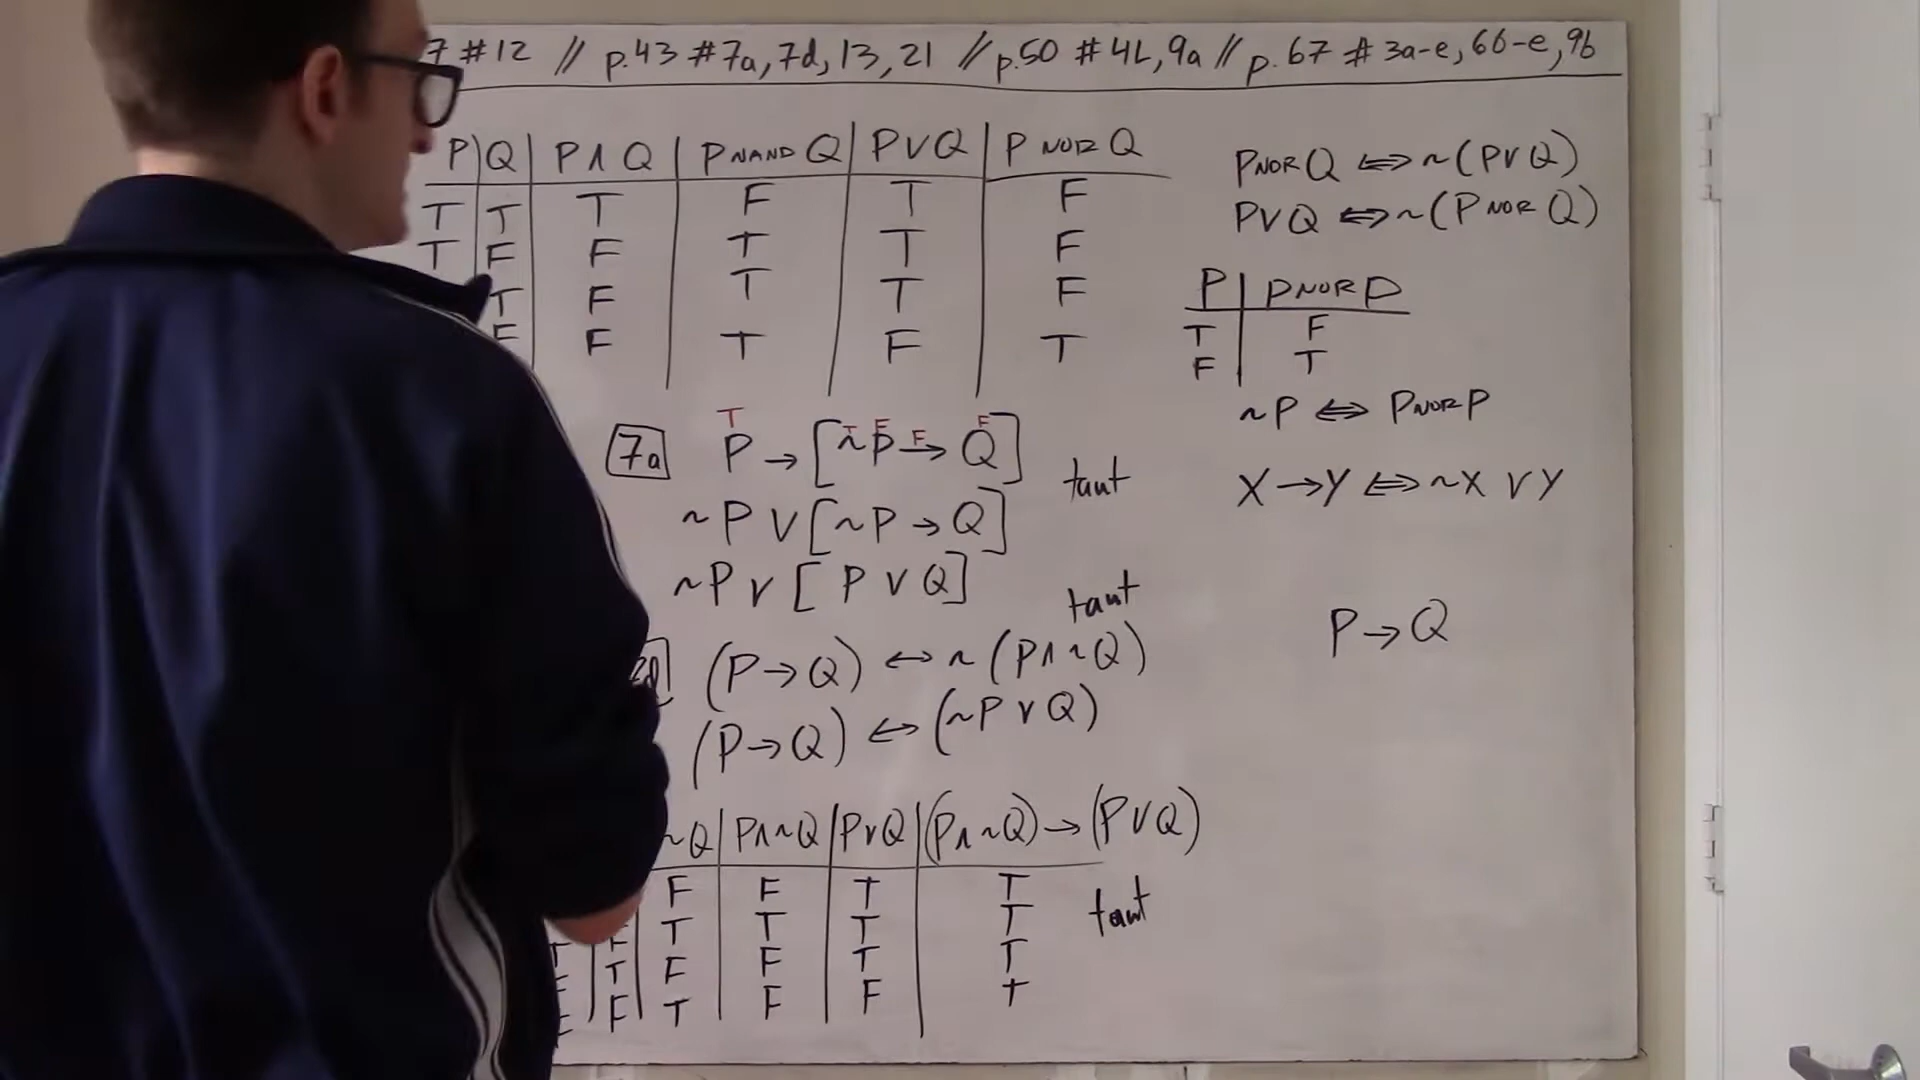 7 #12 // p.43 #7a, 7d, 13, 21 // p.50 #4L, 9a // p.67 #3a-e, 6b-e, 9b
P Q P∧Q P NAND Q P∨Q P NOR Q
T T T F T F
T F F T T F
T F T T F
F F T F T
P NOR Q ⇔ ~(P∨Q)
P∨Q ⇔ ~(P NOR Q)
P P NOR P
T F
F T
~P ⇔ P NOR P
X → Y ⇔ ~X ∨ Y
P → Q
T T F F F
7a P → [~P → Q] taut
~P ∨ [~P → Q]
~P ∨ [P ∨ Q]
taut
(P → Q) ↔ ~(P∧~Q)
(P → Q) ↔ (~P ∨ Q)
~Q P∧~Q P∨Q (P∧~Q) → (P∨Q)
F F T T
F T T T T taut
T T F F T T
F F T F F T